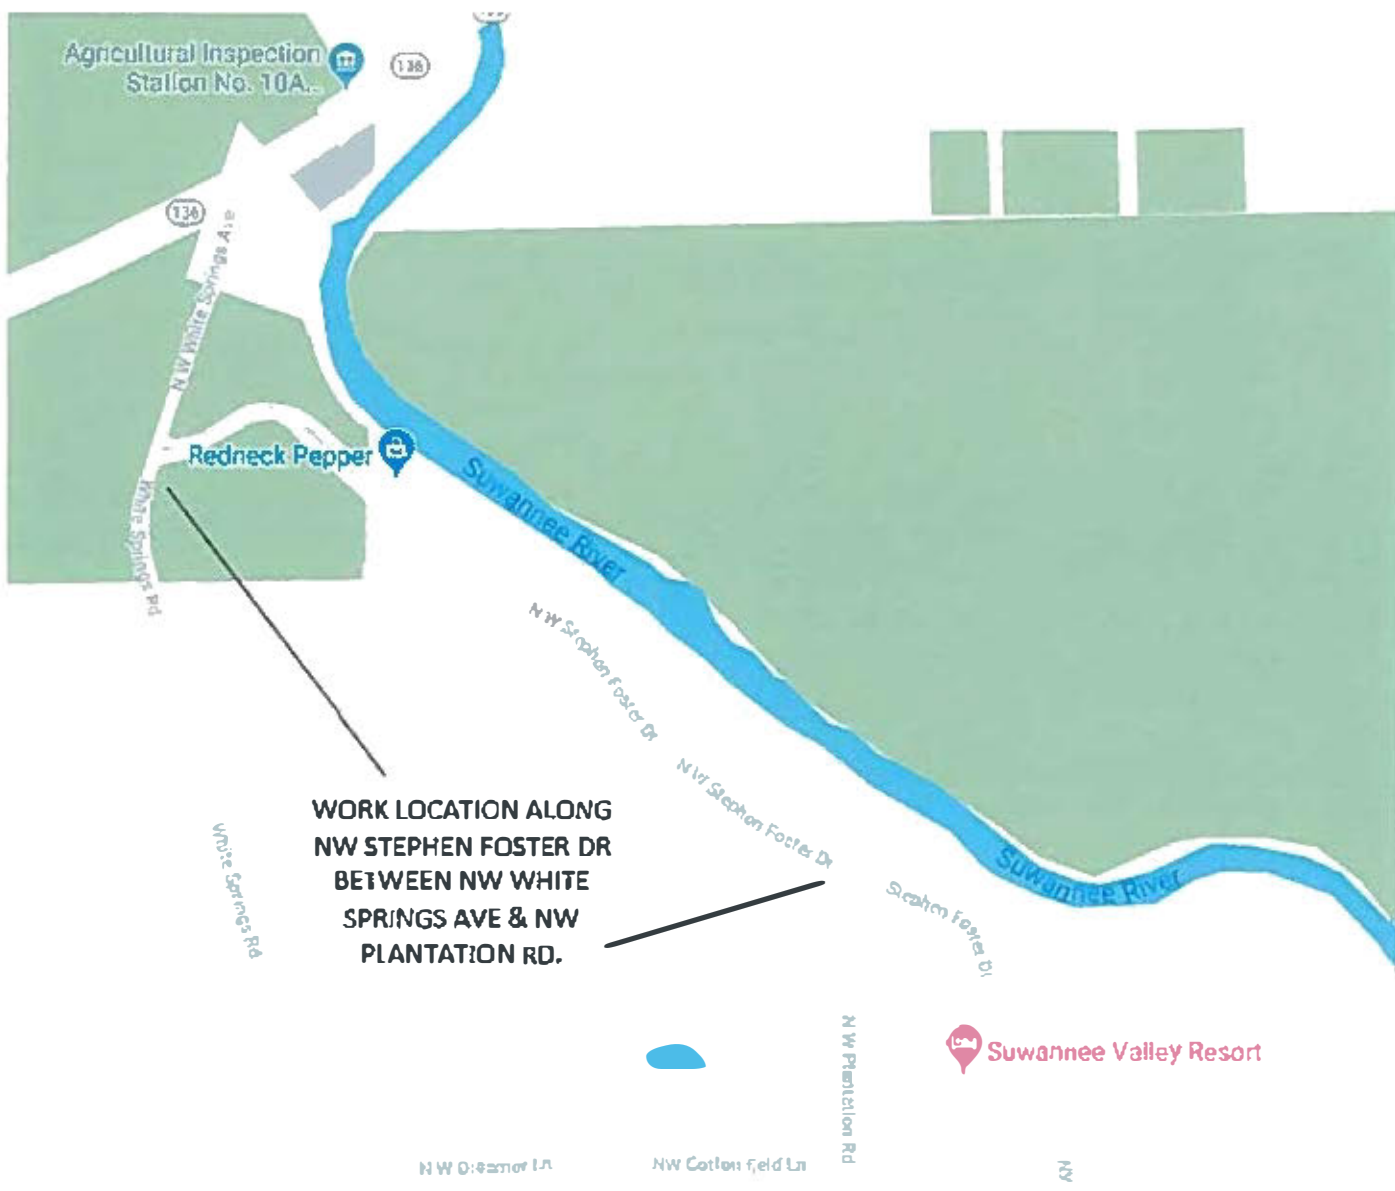 Agricultural Inspection
Station No. 10A...
136
136
NW White Springs Ave
Redneck Pepper
White Springs Rd
Suwannee River
NW Stephen Foster Dr
NW Stephen Foster Dr
WORK LOCATION ALONG
NW STEPHEN FOSTER DR
BETWEEN NW WHITE
SPRINGS AVE & NW
PLANTATION RD.
White Springs Rd
Suwannee River
Stephen Foster Dr
NW Plantation Rd
Suwannee Valley Resort
NW Cotton Field Ln